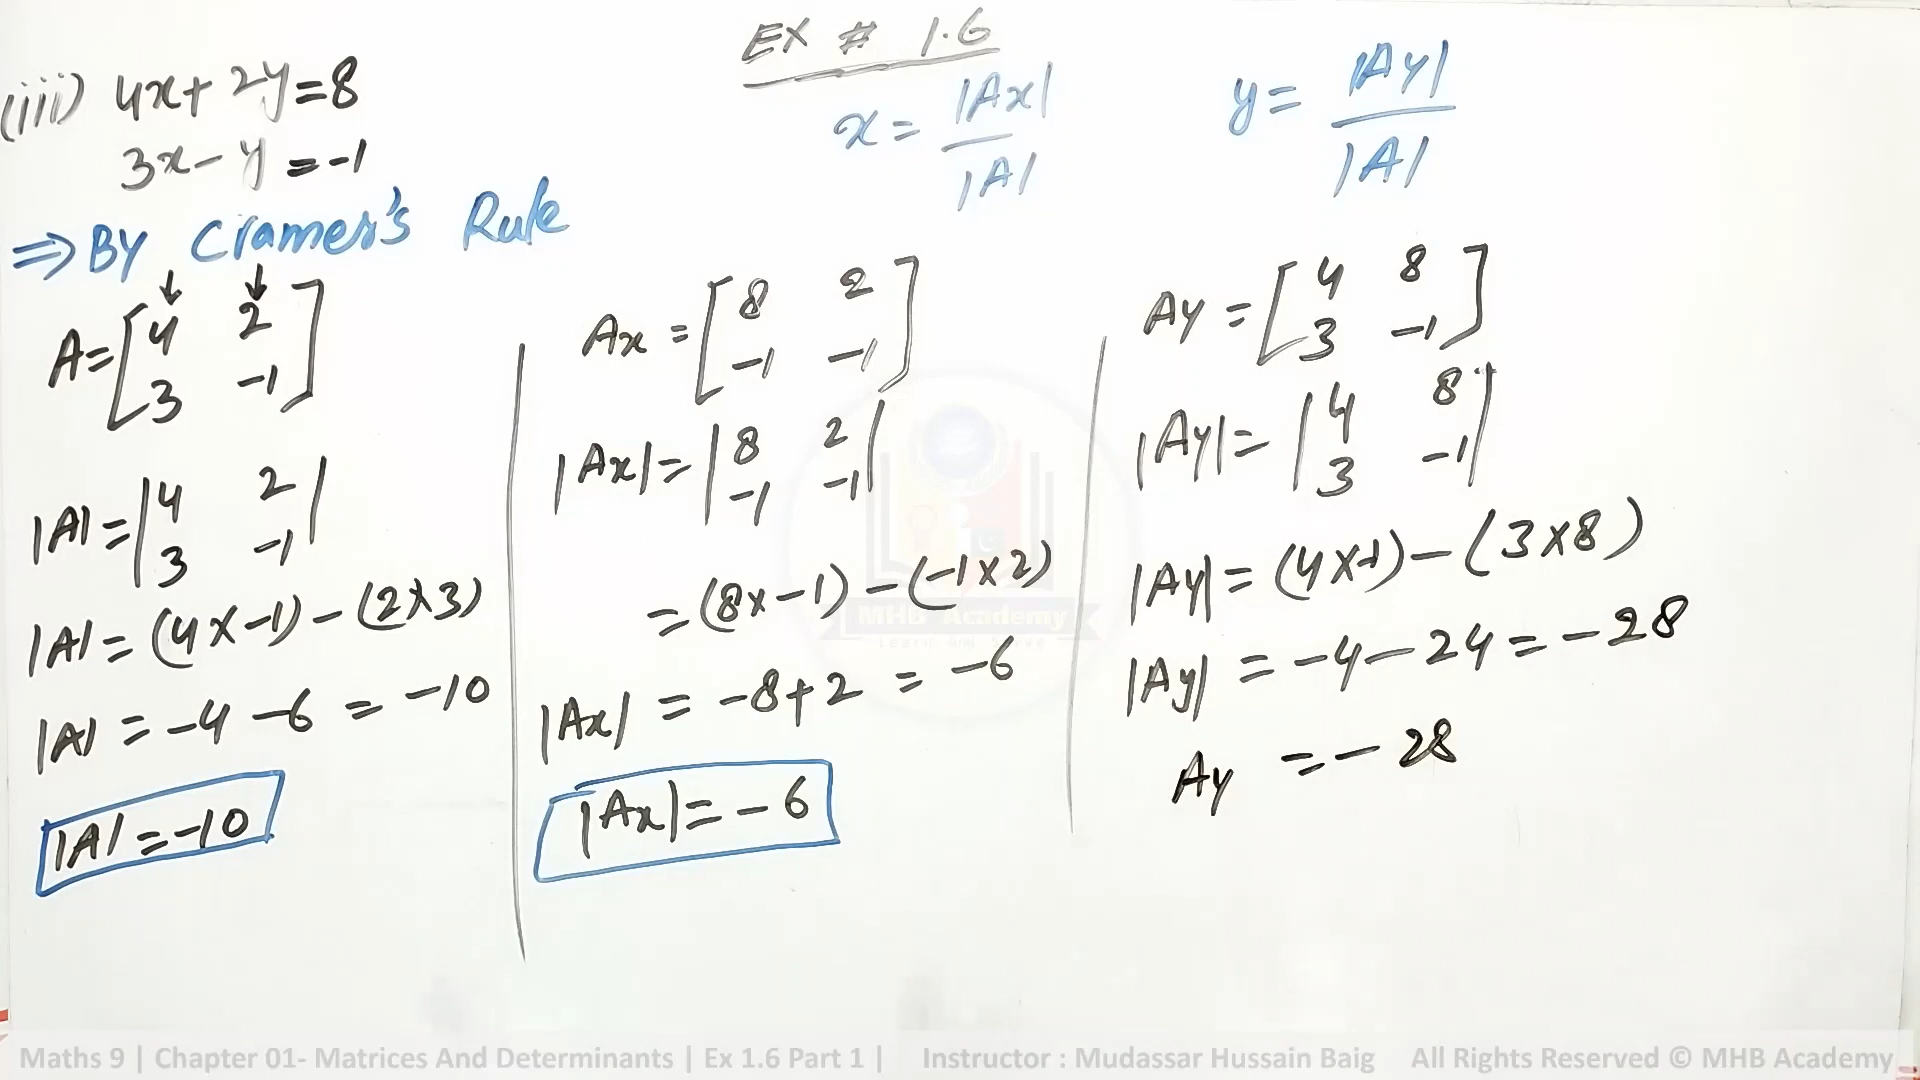 EX # 1.6
(iii) 4x + 2y = 8
3x - y = -1
x = |Ax| / |A|
y = |Ay| / |A|
⇒ BY Cramer's Rule
A = [4 2
3 -1]
|A| = |4 2
3 -1|
|A| = (4 x -1) - (2 x 3)
|A| = -4 - 6 = -10
|A| = -10
Ax = [8 2
-1 -1]
|Ax| = |8 2
-1 -1|
= (8 x -1) - (-1 x 2)
|Ax| = -8 + 2 = -6
|Ax| = -6
Ay = [4 8
3 -1]
|Ay| = |4 8
3 -1|
|Ay| = (4 x -1) - (3 x 8)
|Ay| = -4 - 24 = -28
Ay = - 28
MHB Academy
Maths 9 | Chapter 01- Matrices And Determinants | Ex 1.6 Part 1 | Instructor : Mudassar Hussain Baig All Rights Reserved © MHB Academy